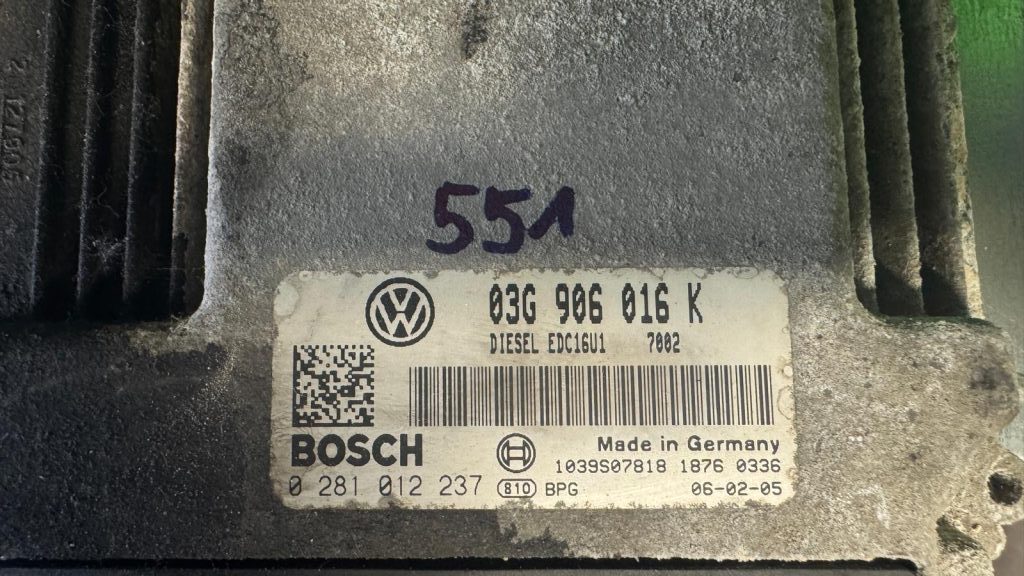 551
03G 906 016 K
DIESEL EDC16U1 7002
BOSCH
Made in Germany
1039S07818 1876 0336
0 281 012 237 810 BPG 06-02-05